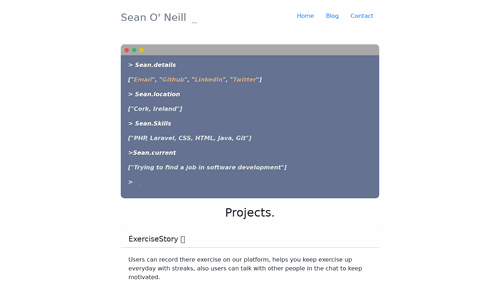 Sean O' Neill _
Home Blog Contact
> Sean.details
["Email", "Github", "Linkedin", "Twitter"]
> Sean.location
["Cork, Ireland"]
> Sean.Skills
["PHP, Laravel, CSS, HTML, Java, Git"]
>Sean.current
["Trying to find a job in software development"]
> _
Projects.
ExerciseStory
Users can record there exercise on our platform, helps you keep exercise up
everyday with streaks, also users can talk with other people in the chat to keep
motivated.